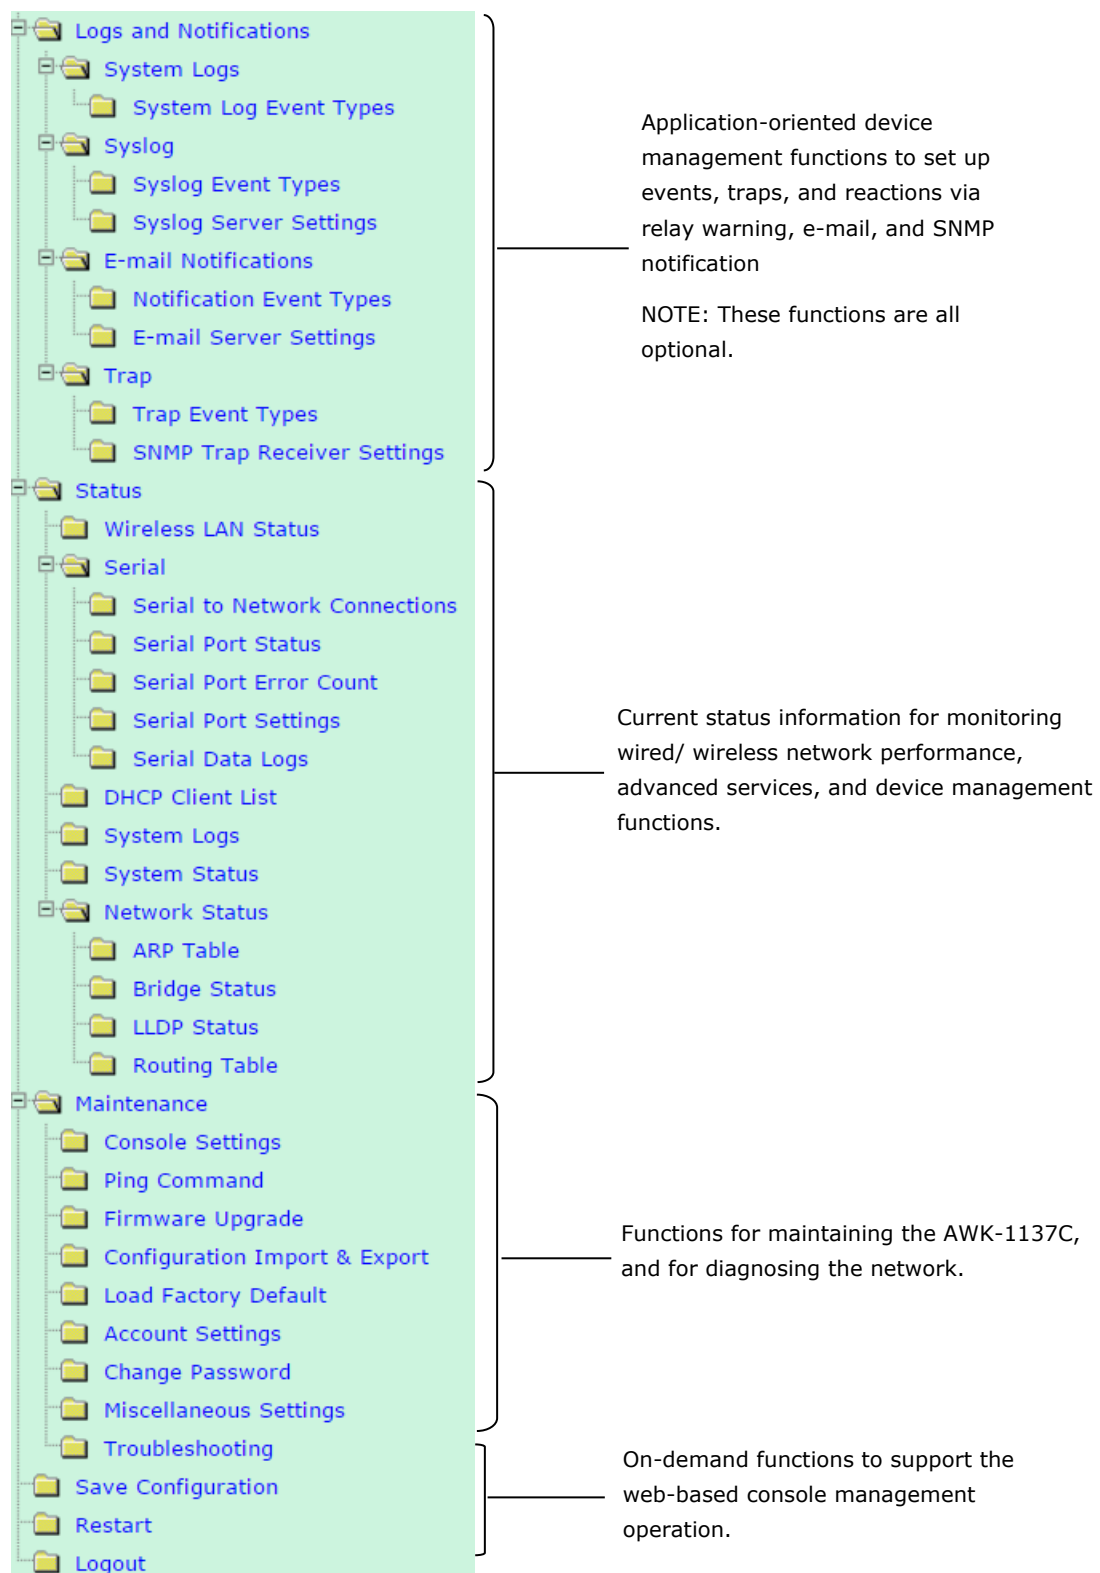 Logs and Notifications
System Logs
System Log Event Types
Syslog
Syslog Event Types
Syslog Server Settings
E-mail Notifications
Notification Event Types
E-mail Server Settings
Trap
Trap Event Types
SNMP Trap Receiver Settings
Application-oriented device
management functions to set up
events, traps, and reactions via
relay warning, e-mail, and SNMP
notification
NOTE: These functions are all
optional.
Status
Wireless LAN Status
Serial
Serial to Network Connections
Serial Port Status
Serial Port Error Count
Serial Port Settings
Serial Data Logs
DHCP Client List
System Logs
System Status
Network Status
ARP Table
Bridge Status
LLDP Status
Routing Table
Current status information for monitoring
wired/ wireless network performance,
advanced services, and device management
functions.
Maintenance
Console Settings
Ping Command
Firmware Upgrade
Configuration Import & Export
Load Factory Default
Account Settings
Change Password
Miscellaneous Settings
Troubleshooting
Functions for maintaining the AWK-1137C,
and for diagnosing the network.
Save Configuration
Restart
Logout
On-demand functions to support the
web-based console management
operation.